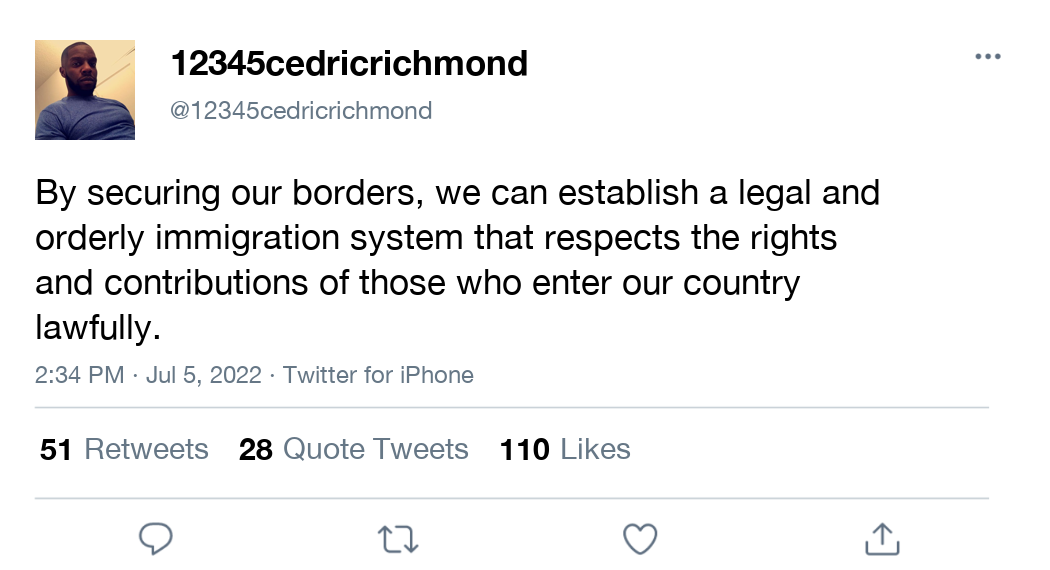 12345cedricrichmond
@12345cedricrichmond
By securing our borders, we can establish a legal and
orderly immigration system that respects the rights
and contributions of those who enter our country
lawfully.
2:34 PM · Jul 5, 2022 · Twitter for iPhone
51 Retweets 28 Quote Tweets 110 Likes